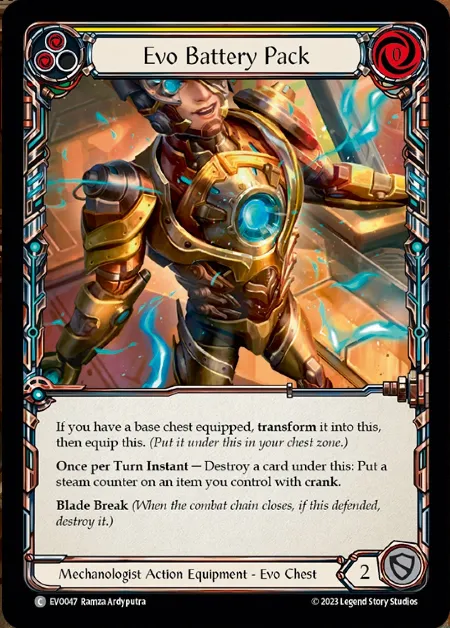 Evo Battery Pack
0
If you have a base chest equipped, transform it into this,
then equip this. (Put it under this in your chest zone.)
Once per Turn Instant — Destroy a card under this: Put a
steam counter on an item you control with crank.
Blade Break (When the combat chain closes, if this defended,
destroy it.)
Mechanologist Action Equipment - Evo Chest
2
C EVO047 Ramza Ardyputra
© 2023 Legend Story Studios